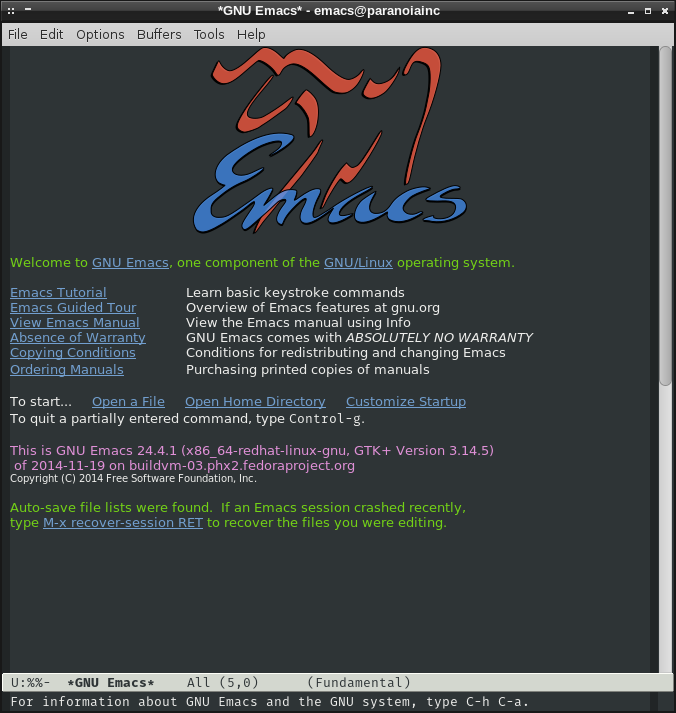 *GNU Emacs* - emacs@paranoiainc
File Edit Options Buffers Tools Help
Emacs
Welcome to GNU Emacs, one component of the GNU/Linux operating system.
Emacs Tutorial Learn basic keystroke commands
Emacs Guided Tour Overview of Emacs features at gnu.org
View Emacs Manual View the Emacs manual using Info
Absence of Warranty GNU Emacs comes with ABSOLUTELY NO WARRANTY
Copying Conditions Conditions for redistributing and changing Emacs
Ordering Manuals Purchasing printed copies of manuals
To start... Open a File Open Home Directory Customize Startup
To quit a partially entered command, type Control-g.
This is GNU Emacs 24.4.1 (x86_64-redhat-linux-gnu, GTK+ Version 3.14.5)
of 2014-11-19 on buildvm-03.phx2.fedoraproject.org
Copyright (C) 2014 Free Software Foundation, Inc.
Auto-save file lists were found. If an Emacs session crashed recently,
type M-x recover-session RET to recover the files you were editing.
U:%%- *GNU Emacs* All (5,0) (Fundamental)
For information about GNU Emacs and the GNU system, type C-h C-a.